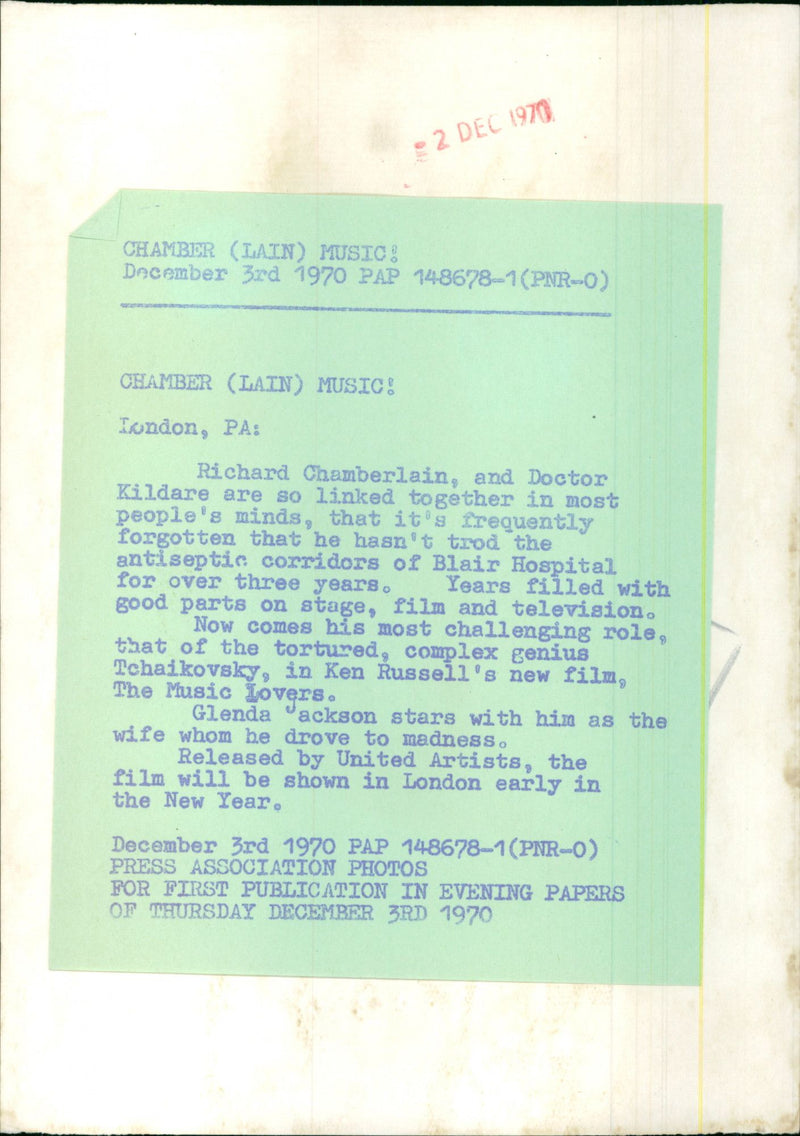 2 DEC 1970
CHAMBER (LAIN) MUSIC!
December 3rd 1970 PAP 148678-1(PNR-0)
CHAMBER (LAIN) MUSIC!
London, PA:
Richard Chamberlain, and Doctor
Kildare are so linked together in most
people's minds, that it's frequently
forgotten that he hasn't trod the
antiseptic corridors of Blair Hospital
for over three years. Years filled with
good parts on stage, film and television.
Now comes his most challenging role,
that of the tortured, complex genius
Tchaikovsky, in Ken Russell's new film,
The Music Lovers.
Glenda Jackson stars with him as the
wife whom he drove to madness.
Released by United Artists, the
film will be shown in London early in
the New Year.
December 3rd 1970 PAP 148678-1(PNR-0)
PRESS ASSOCIATION PHOTOS
FOR FIRST PUBLICATION IN EVENING PAPERS
OF THURSDAY DECEMBER 3RD 1970